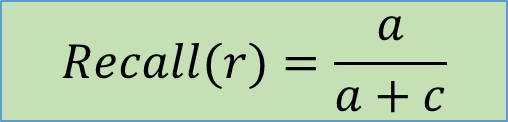 Recall(r) = a / (a + c)